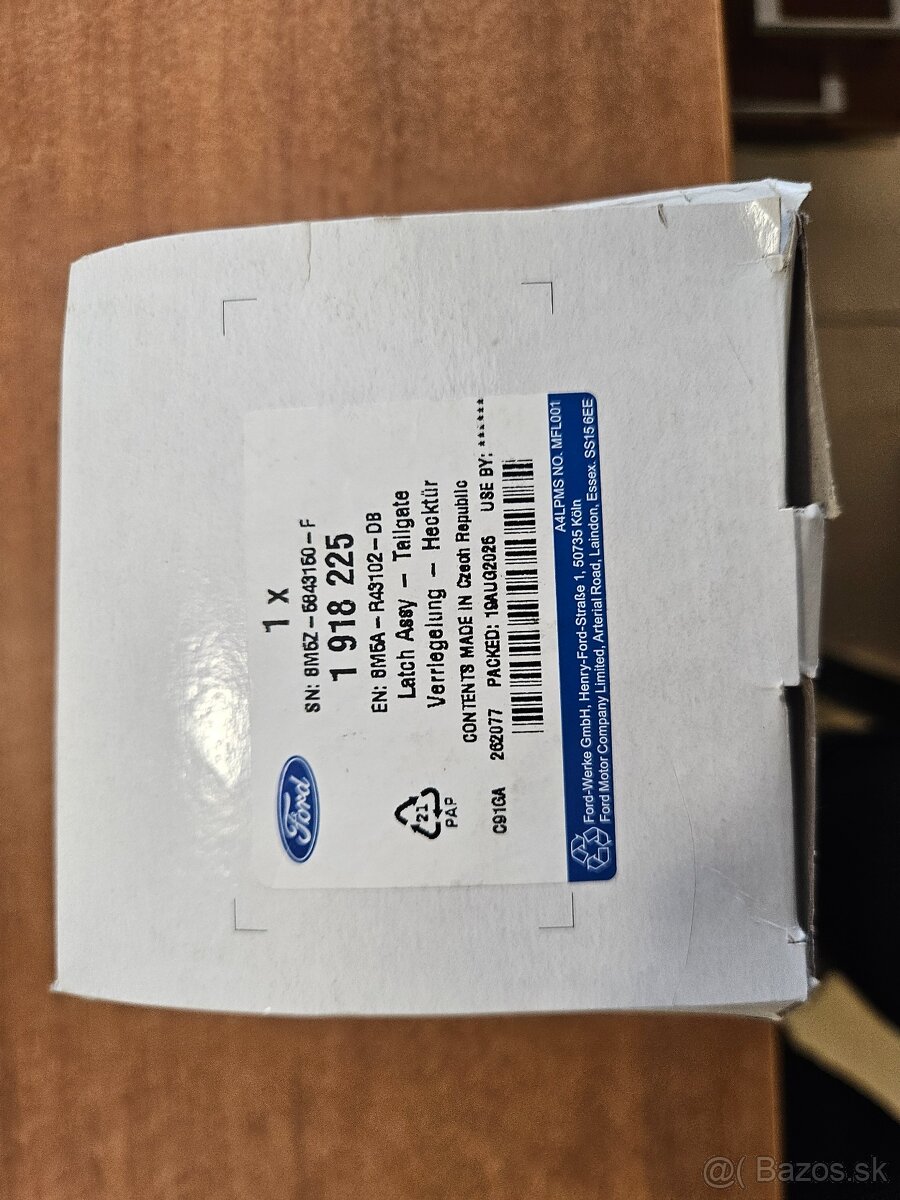 Ford
1 X
SN: 8M5Z-5843150-F
1 918 225
EN: 8M5A-R43102-DB
Latch Assy - Tailgate
Verriegelung - Hecktür
21
PAP
CONTENTS MADE IN Czech Republic
C91GA 262077 PACKED: 19AUG2025 USE BY: ******
A4LPMS NO. MFL001
Ford-Werke GmbH, Henry-Ford-Straße 1, 50735 Köln
Ford Motor Company Limited, Arterial Road, Laindon, Essex. SS15 6EE
@( Bazos.sk